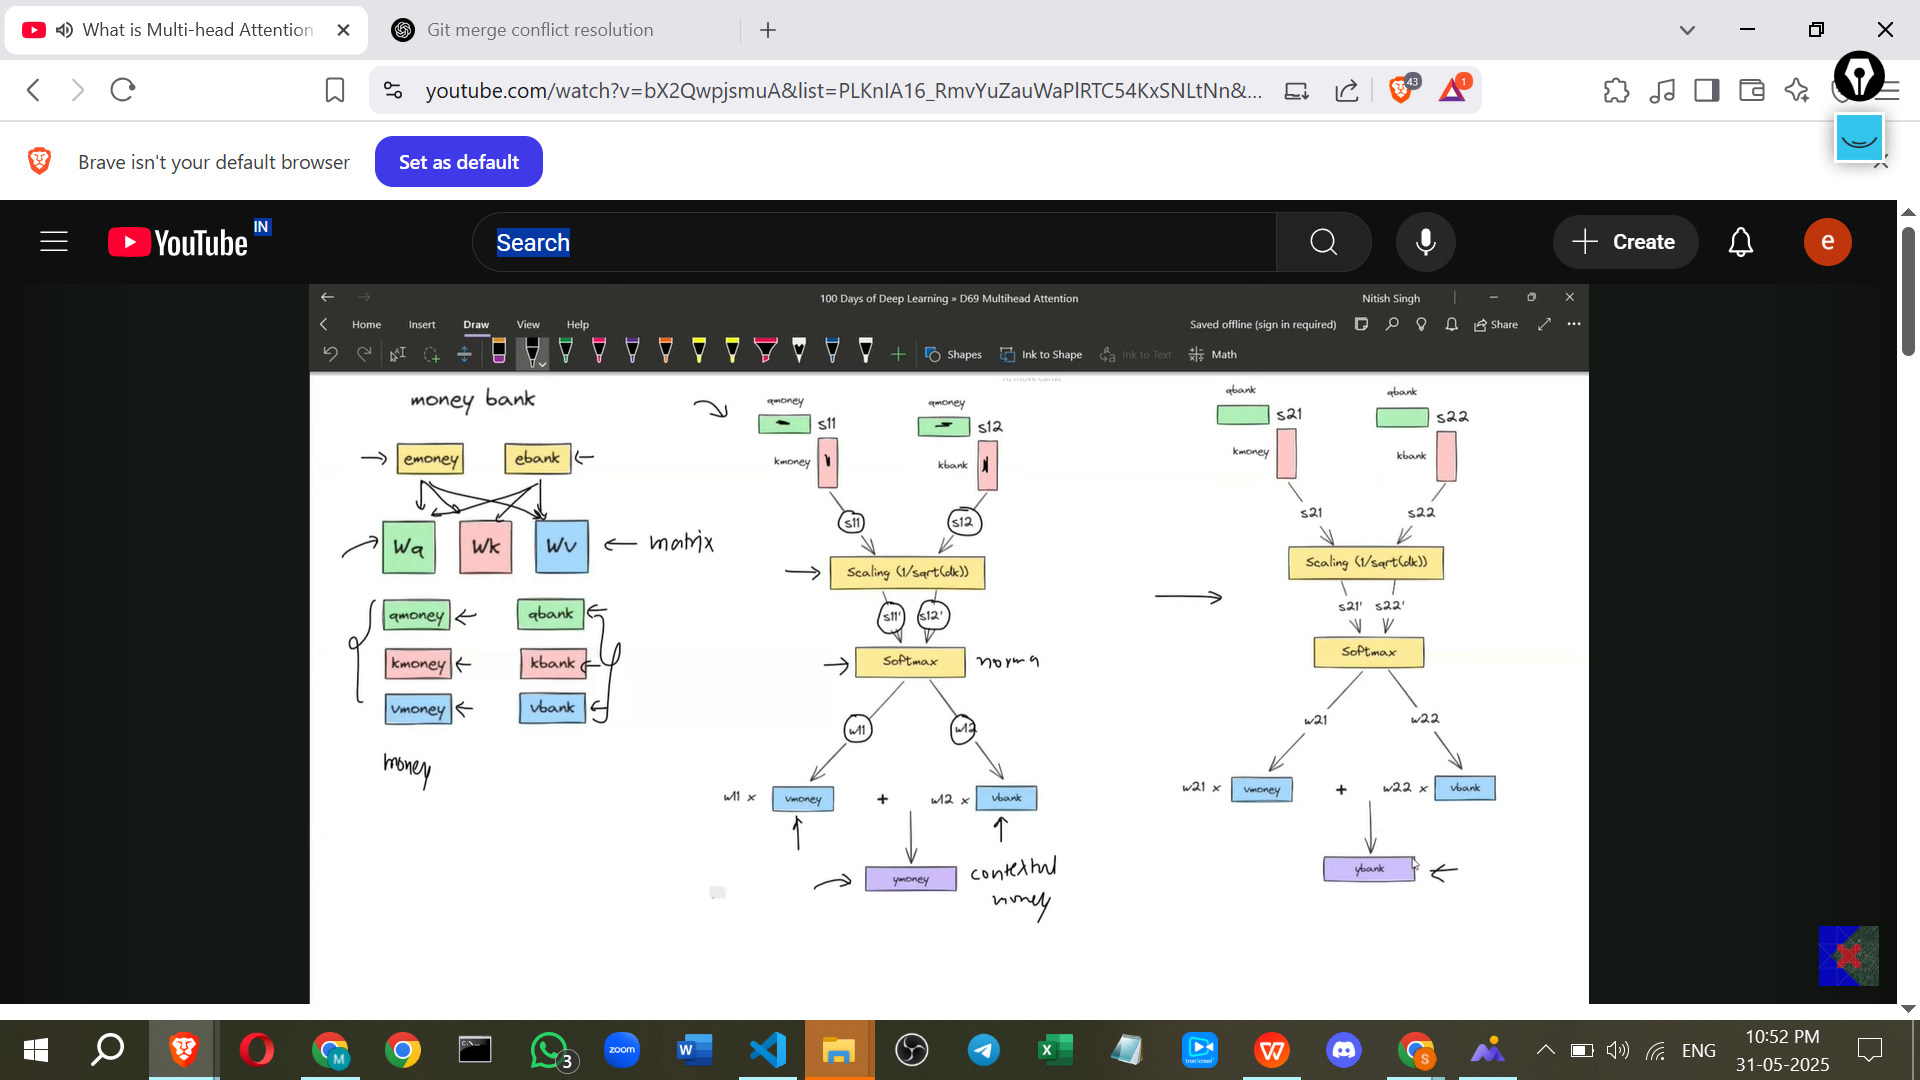 What is Multi-head Attention
Git merge conflict resolution
youtube.com/watch?v=bX2QwpjsmuA&list=PLKnIA16_RmvYuZauWaPlRTC54KxSNLtNn&...
43
1
Brave isn't your default browser
Set as default
YouTube IN
Search
Create
e
100 Days of Deep Learning » D69 Multihead Attention
Nitish Singh
Home Insert Draw View Help
Saved offline (sign in required)
Share
Shapes
Ink to Shape
Ink to Text
Math
money bank
emoney ebank
Wq Wk Wv
matrix
qmoney qbank
kmoney kbank
vmoney vbank
money
qmoney qmoney
s11 s12
kmoney kbank
s11 s12
Scaling (1/sqrt(dk))
s11' s12'
Softmax
norma
w11 w12
w11 x vmoney + w12 x vbank
ymoney
contextual
money
qbank qbank
s21 s22
kmoney kbank
s21 s22
Scaling (1/sqrt(dk))
s21' s22'
Softmax
w21 w22
w21 x vmoney + w22 x vbank
ybank
M
3
zoom
W
X
S
ENG
10:52 PM
31-05-2025